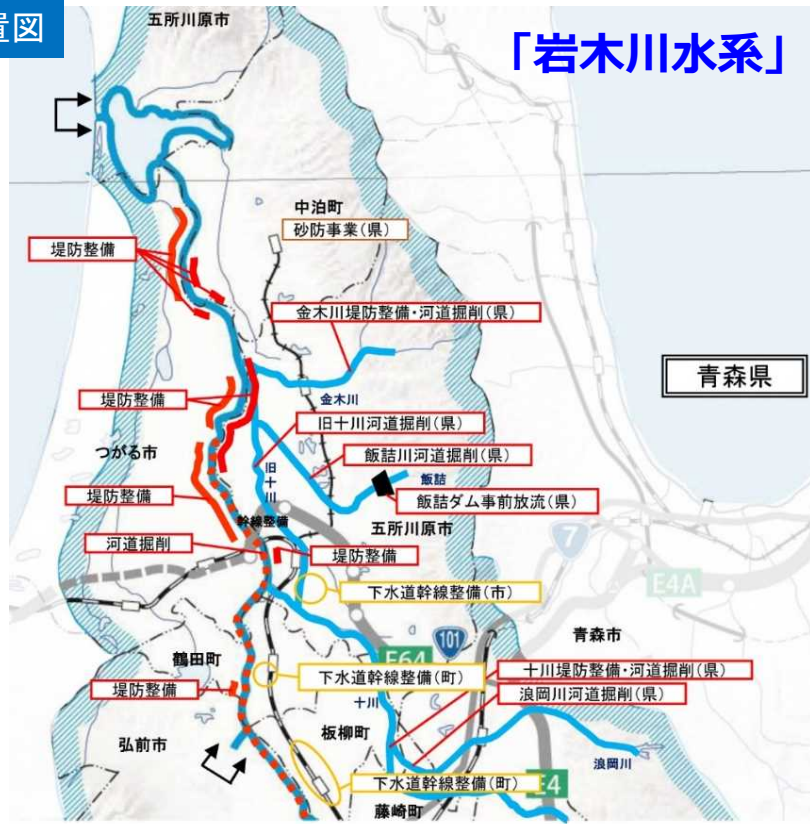 置図
五所川原市
「岩木川水系」
中泊町
砂防事業(県)
堤防整備
金木川堤防整備・河道掘削(県)
青森県
金木川
堤防整備
旧十川河道掘削(県)
つがる市
飯詰川河道掘削(県)
旧十川
飯詰
堤防整備
飯詰ダム事前放流(県)
幹線整備
五所川原市
7
河道掘削
堤防整備
E4A
下水道幹線整備(市)
101
青森市
鶴田町
E64
十川堤防整備・河道掘削(県)
下水道幹線整備(町)
堤防整備
浪岡川河道掘削(県)
十川
板柳町
弘前市
浪岡川
下水道幹線整備(町)
E4
藤崎町